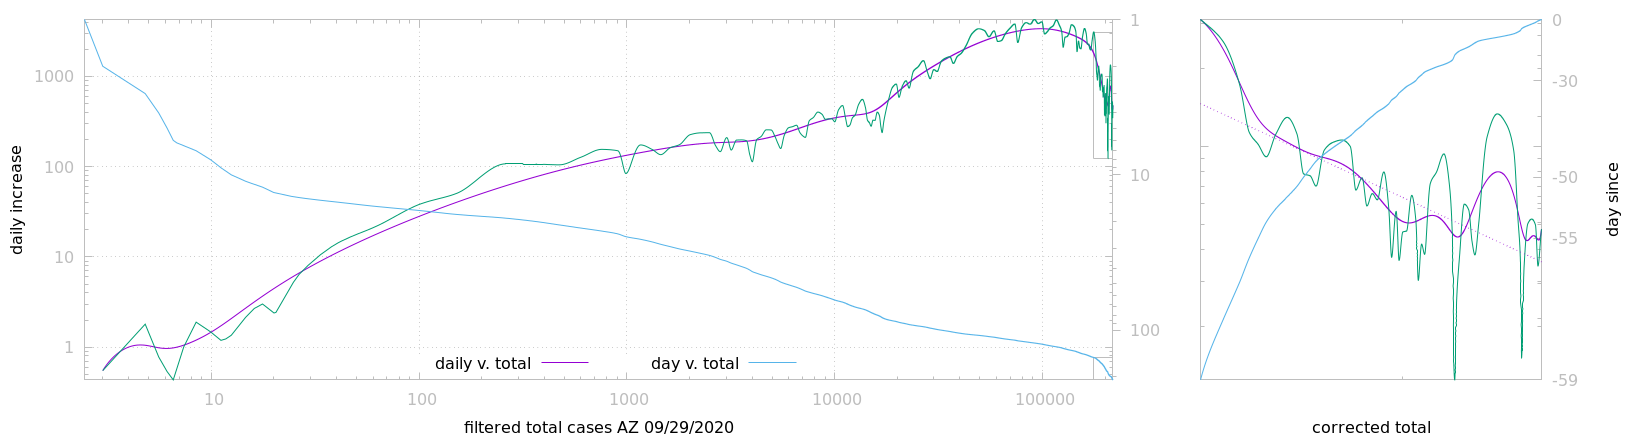 daily increase
1000
100
10
1
10
100
1000
10000
100000
1
10
100
daily v. total
day v. total
filtered total cases AZ 09/29/2020
0
-30
-50
-55
-59
day since
corrected total